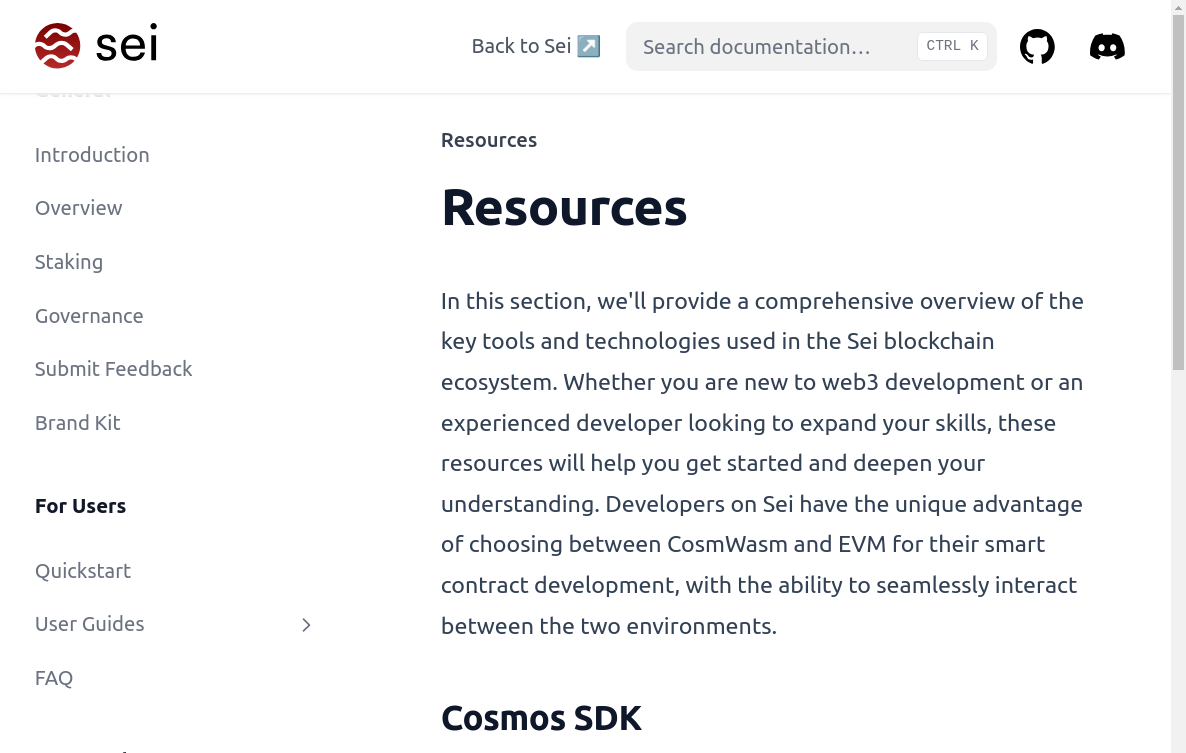 sei
Back to Sei ↗️
Search documentation…
CTRL K
Introduction
Overview
Staking
Governance
Submit Feedback
Brand Kit
For Users
Quickstart
User Guides
FAQ
Resources
Resources
In this section, we'll provide a comprehensive overview of the
key tools and technologies used in the Sei blockchain
ecosystem. Whether you are new to web3 development or an
experienced developer looking to expand your skills, these
resources will help you get started and deepen your
understanding. Developers on Sei have the unique advantage
of choosing between CosmWasm and EVM for their smart
contract development, with the ability to seamlessly interact
between the two environments.
Cosmos SDK